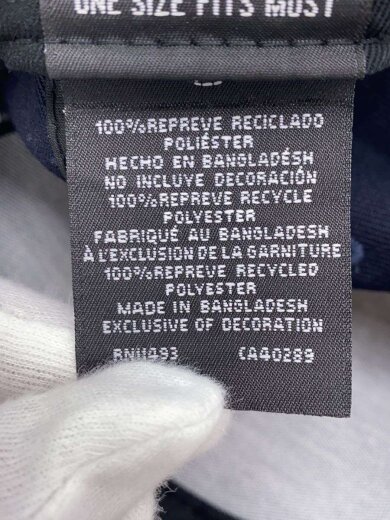 ONE SIZE FITS MOST
100%REPREVE RECICLADO
POLIÉSTER
HECHO EN BANGLADÉSH
NO INCLUYE DECORACIÓN
100%REPREVE RECYCLE
POLYESTER
FABRIQUÉ AU BANGLADESH
À L'EXCLUSION DE LA GARNITURE
100%REPREVE RECYCLED
POLYESTER
MADE IN BANGLADESH
EXCLUSIVE OF DECORATION
RNU493 CA40289